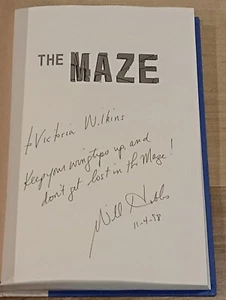 THE MAZE
to Victoria Wilkins
Keep your wingtips up, and
don't get lost in the Maze!
Will Hobbs
11-4-98